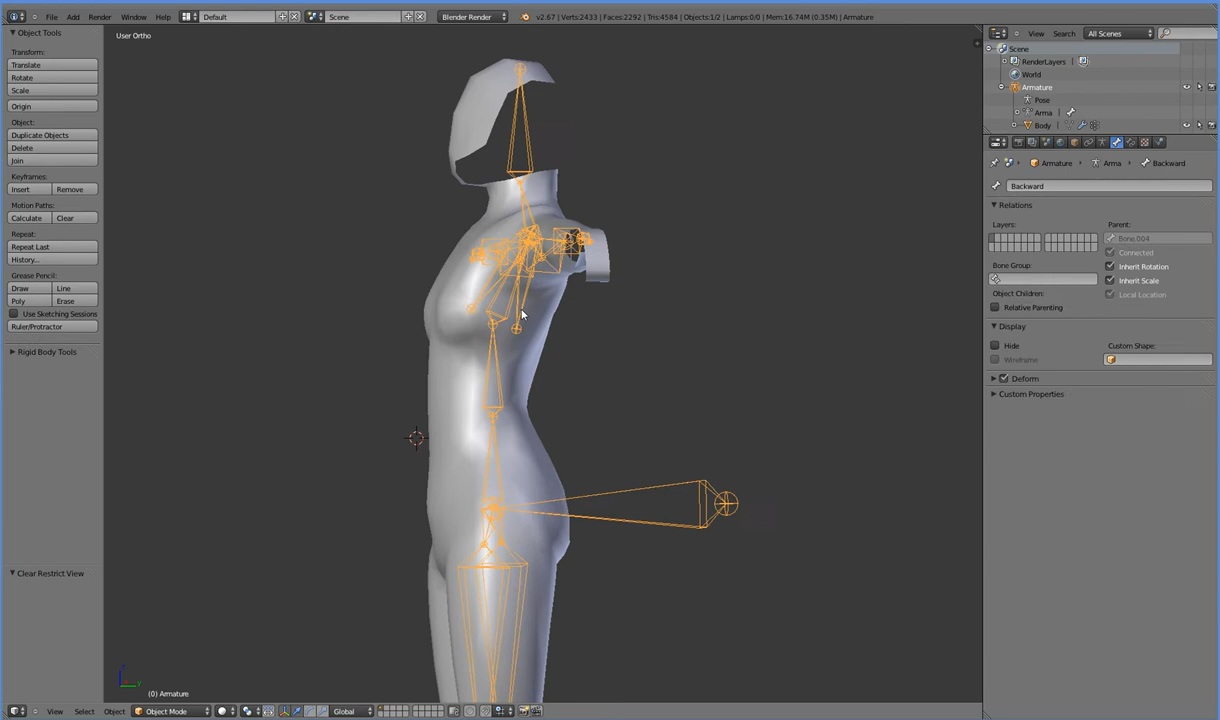 File Add Render Window Help Default Scene Blender Render v2.67 | Verts:2433 | Faces:2292 | Tris:4584 | Objects:1/2 | Lamps:0/0 | Mem:16.74M (0.35M) | Armature
Object Tools
Transform:
Translate
Rotate
Scale
Origin
Object:
Duplicate Objects
Delete
Join
Keyframes:
Insert Remove
Motion Paths:
Calculate Clear
Repeat:
Repeat Last
History...
Grease Pencil:
Draw Line
Poly Erase
Use Sketching Sessions
Ruler/Protractor
Rigid Body Tools
Clear Restrict View
User Ortho
(0) Armature
View Select Object Object Mode Global
View Search All Scenes
Scene
RenderLayers |
World
Armature
Pose
Arma |
Body |
Armature Arma Backward
Backward
Relations
Layers: Parent:
Bone.004
Connected
Bone Group: Inherit Rotation
Inherit Scale
Object Children: Local Location
Relative Parenting
Display
Hide Custom Shape:
Wireframe
Deform
Custom Properties